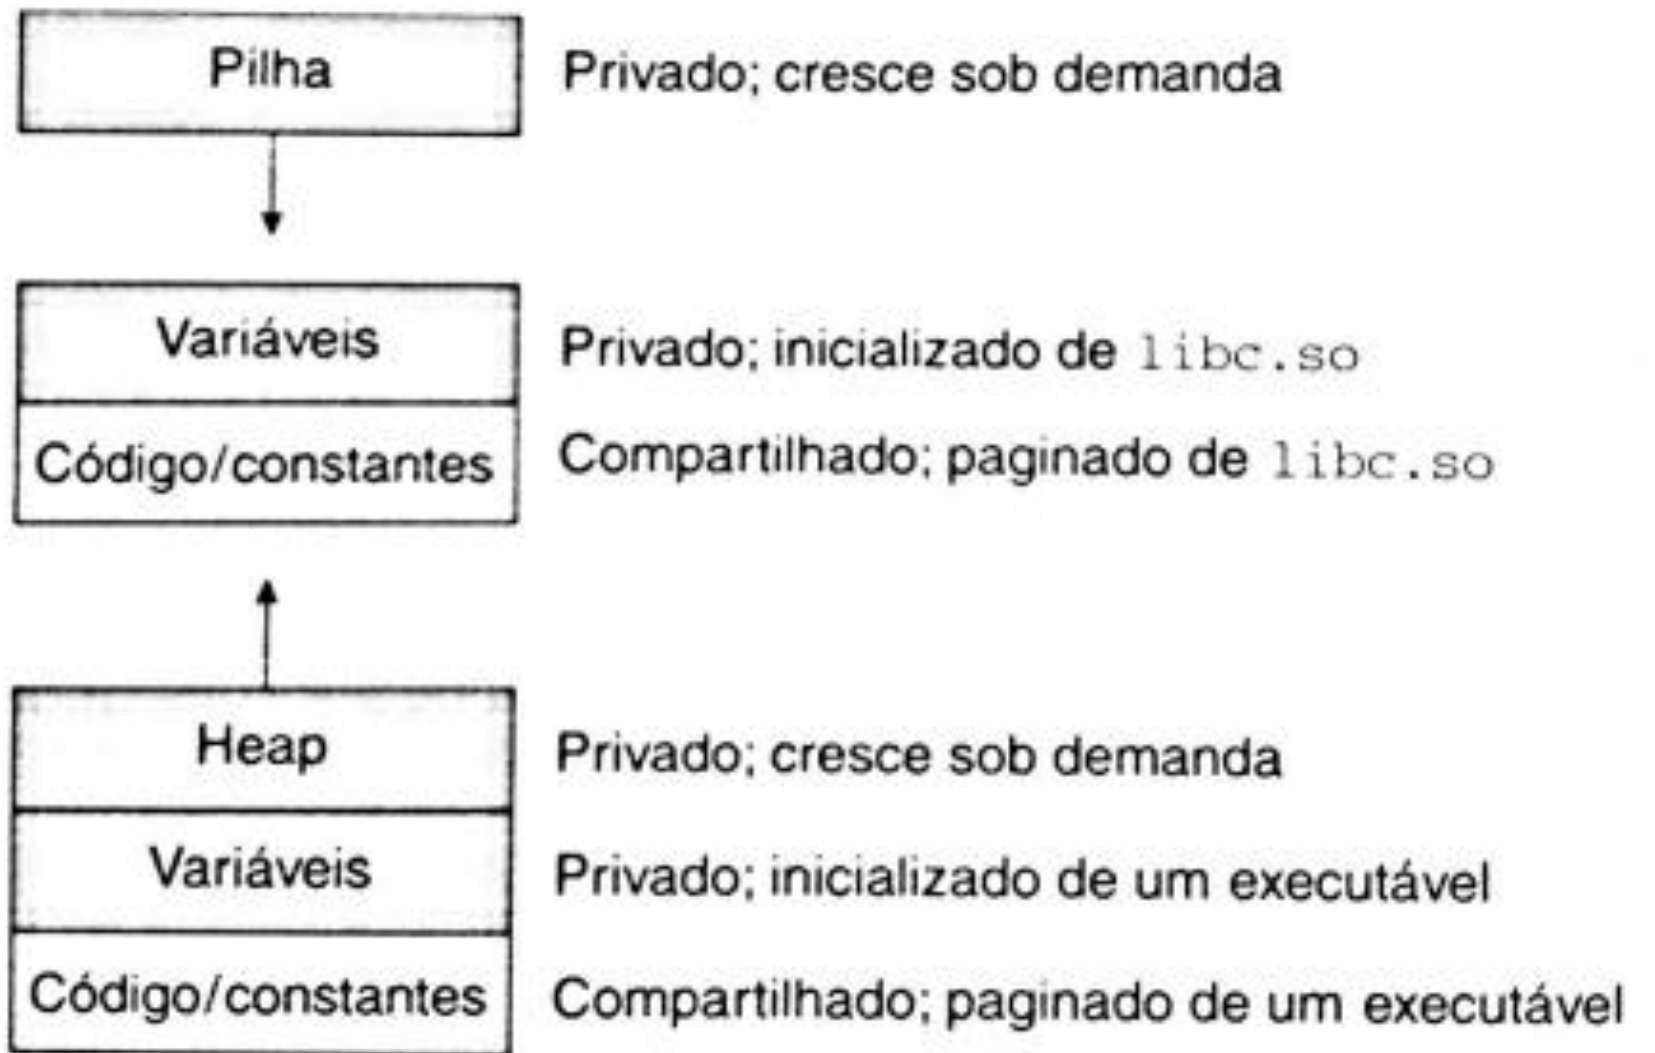 Pilha Privado; cresce sob demanda
Variáveis Privado; inicializado de libc.so
Código/constantes Compartilhado; paginado de libc.so
Heap Privado; cresce sob demanda
Variáveis Privado; inicializado de um executável
Código/constantes Compartilhado; paginado de um executável